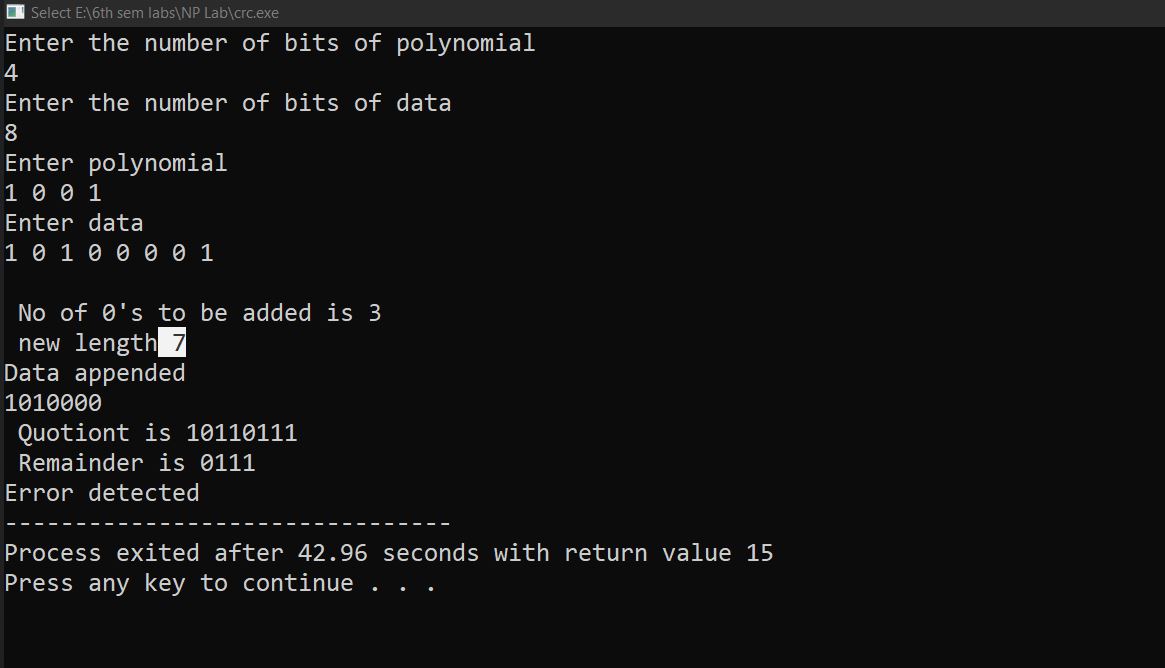 Select E:\6th sem labs\NP Lab\crc.exe
Enter the number of bits of polynomial
4
Enter the number of bits of data
8
Enter polynomial
1 0 0 1
Enter data
1 0 1 0 0 0 0 1
No of 0's to be added is 3
new length 7
Data appended
1010000
Quotiont is 10110111
Remainder is 0111
Error detected
--------------------------------
Process exited after 42.96 seconds with return value 15
Press any key to continue . . .